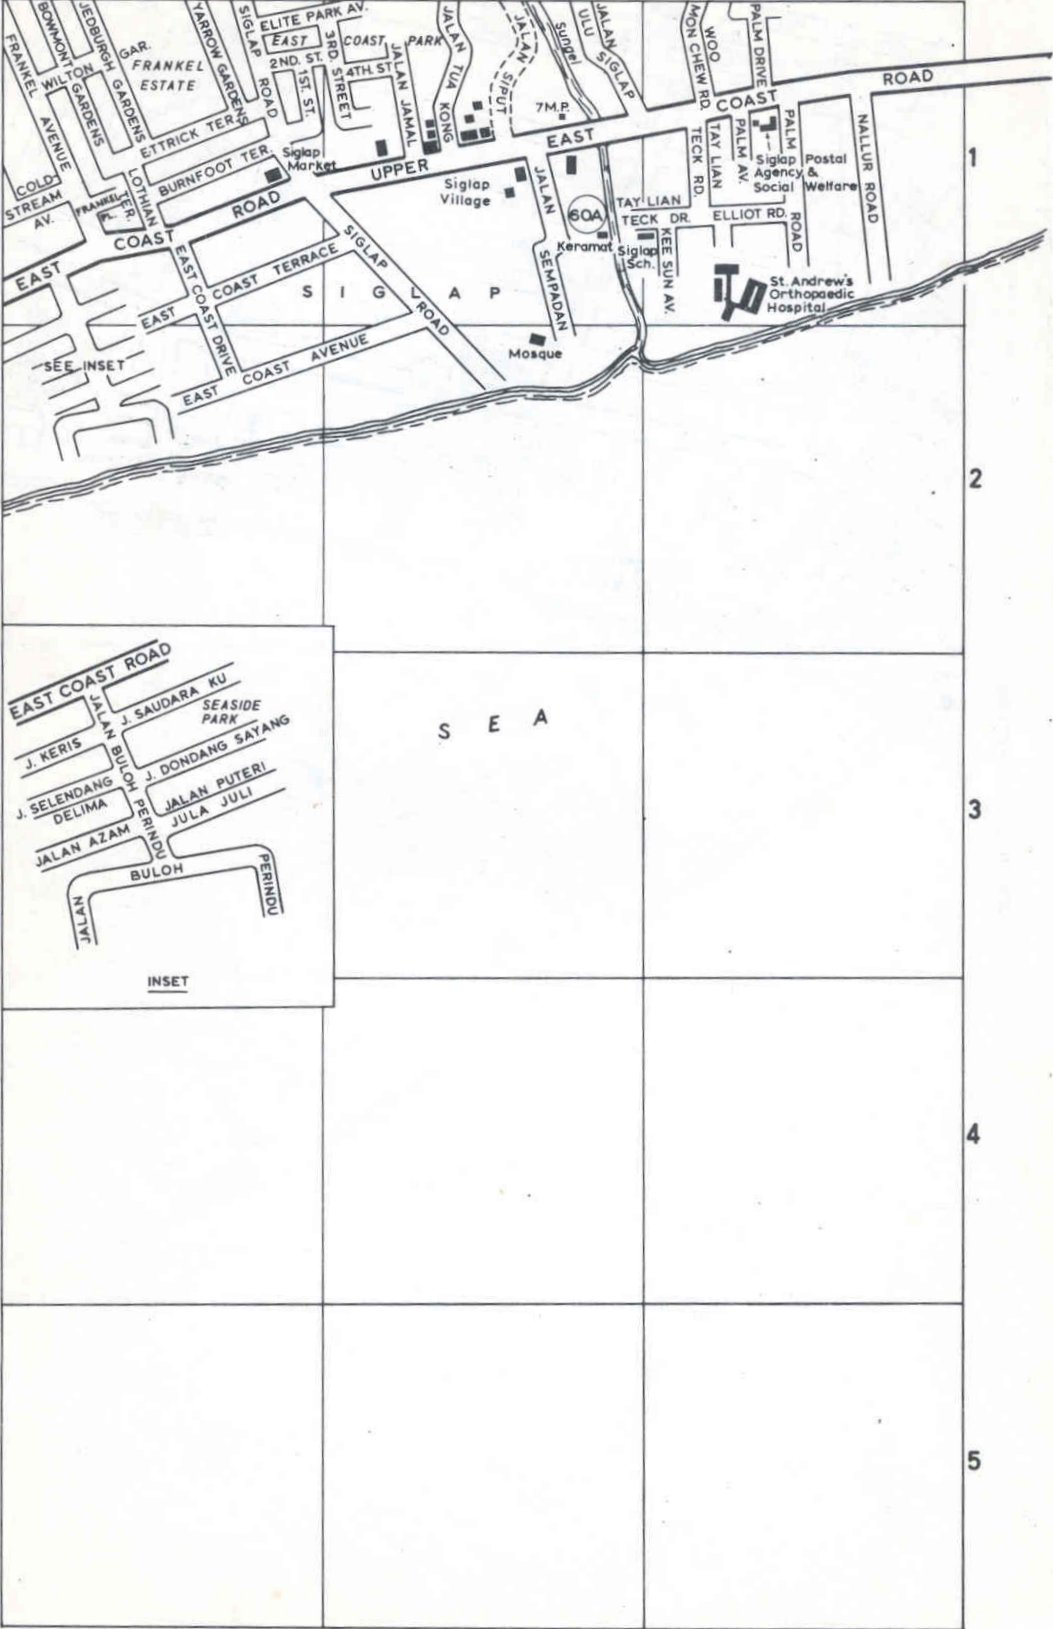 FRANKEL
AVENUE
BOWMONT
GARDENS
JEDBURGH GARDENS
WILTON
GAR.
FRANKEL
ESTATE
YARROW GARDENS
SIGLAP
ROAD
ELITE PARK AV.
EAST COAST PARK
2ND. ST.
1ST. ST.
3RD. STREET
4TH. ST.
JALAN JAMAL
JALAN TUA KONG
JALAN SIPUT
Sungei
JALAN
ULU SIGLAP
WOO
MON CHEW RD.
PALM DRIVE
UPPER EAST COAST ROAD
7 M.P.
ETTRICK TER.
BURNFOOT TER.
LOTHIAN
TER.
Siglap
Market
COLD-
STREAM
AV.
FRANKEL
PL.
EAST COAST ROAD
Siglap
Village
JALAN SEMPADAN
60A
Keramat
TAY LIAN
TECK DR.
TECK RD.
TAY LIAN
PALM AV.
PALM
ROAD
Siglap Postal
Agency &
Social Welfare
NALLUR ROAD
ELLIOT RD.
KEE SUN AV.
Siglap
Sch.
St. Andrew's
Orthopaedic
Hospital
EAST COAST TERRACE
EAST COAST DRIVE
EAST COAST AVENUE
SIGLAP ROAD
SIGLAP
Mosque
SEE INSET
1
2
3
4
5
SEA
EAST COAST ROAD
J. SAUDARA KU
SEASIDE
PARK
J. KERIS
JALAN BULOH PERINDU
J. DONDANG SAYANG
J. SELENDANG
DELIMA
JALAN PUTERI
JULA JULI
JALAN AZAM
JALAN BULOH PERINDU
INSET